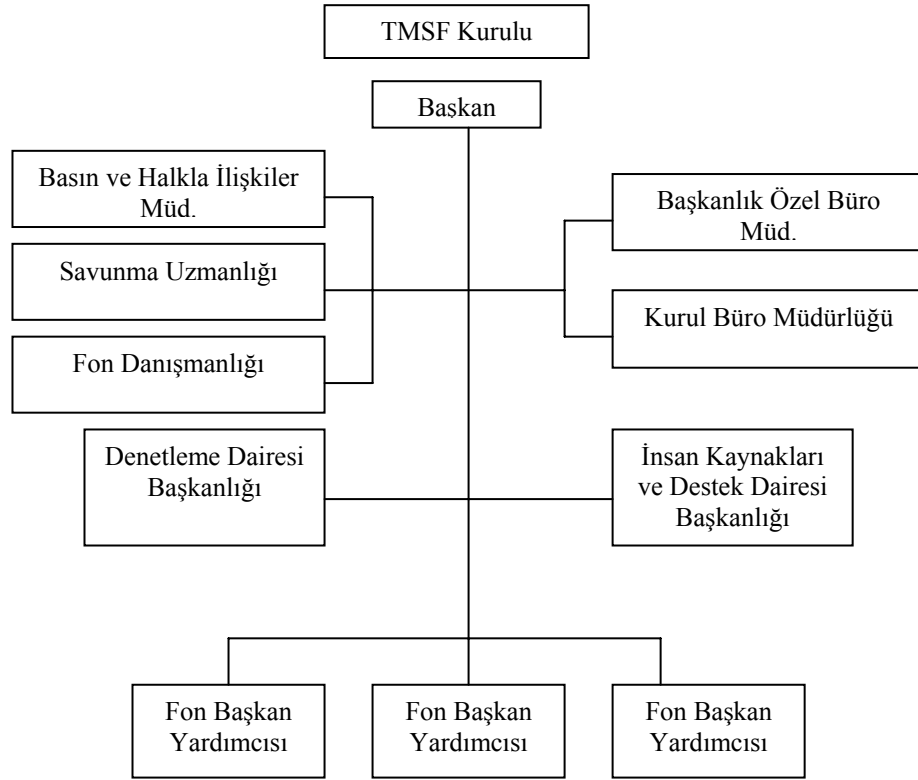 TMSF Kurulu
Başkan
Basın ve Halkla İlişkiler
Müd.
Başkanlık Özel Büro
Müd.
Savunma Uzmanlığı
Kurul Büro Müdürlüğü
Fon Danışmanlığı
Denetleme Dairesi
Başkanlığı
İnsan Kaynakları
ve Destek Dairesi
Başkanlığı
Fon Başkan
Yardımcısı
Fon Başkan
Yardımcısı
Fon Başkan
Yardımcısı